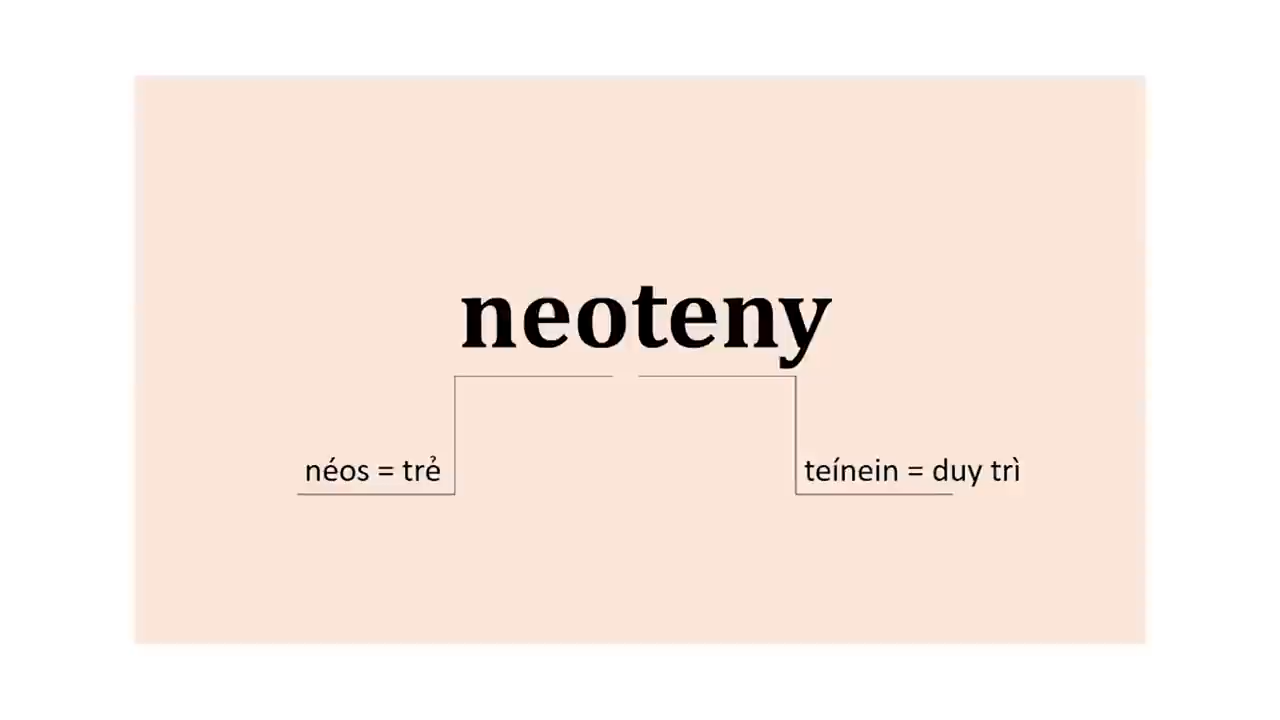 neoteny
néos = trẻ
teínein = duy trì